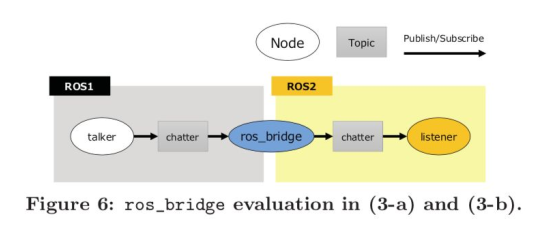 Node
Topic
Publish/Subscribe
ROS1
ROS2
talker
chatter
ros_bridge
chatter
listener
Figure 6: ros_bridge evaluation in (3-a) and (3-b).